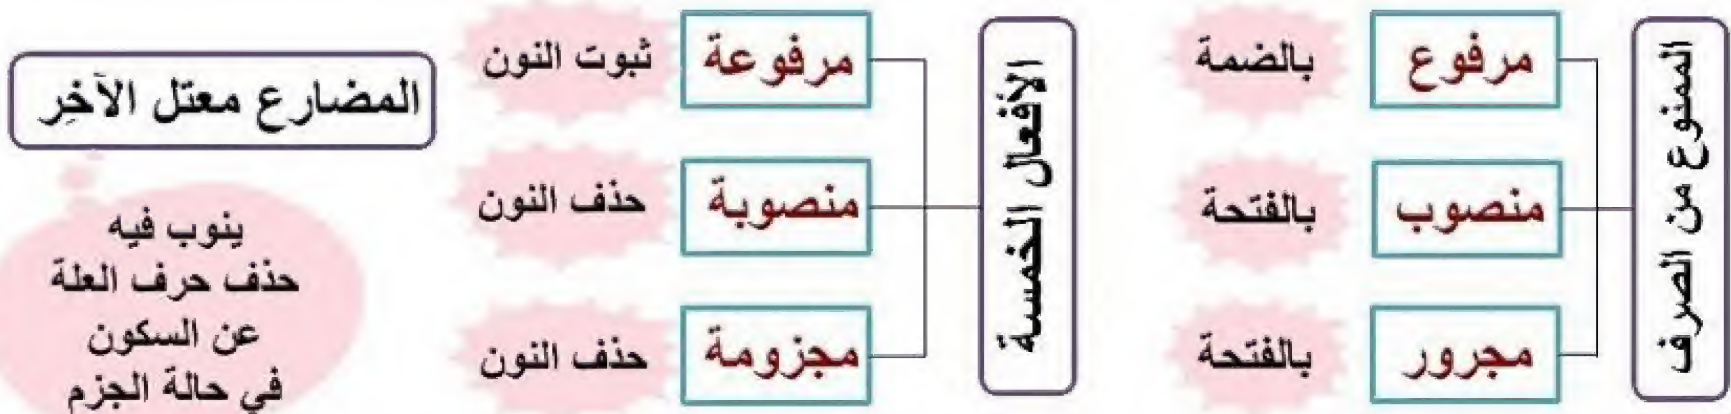 الممنوع من الصرف
مرفوع
بالضمة
منصوب
بالفتحة
مجرور
بالفتحة
الأفعال الخمسة
مرفوعة
ثبوت النون
منصوبة
حذف النون
مجزومة
حذف النون
المضارع معتل الآخِر
ينوب فيه
حذف حرف العلة
عن السكون
في حالة الجزم